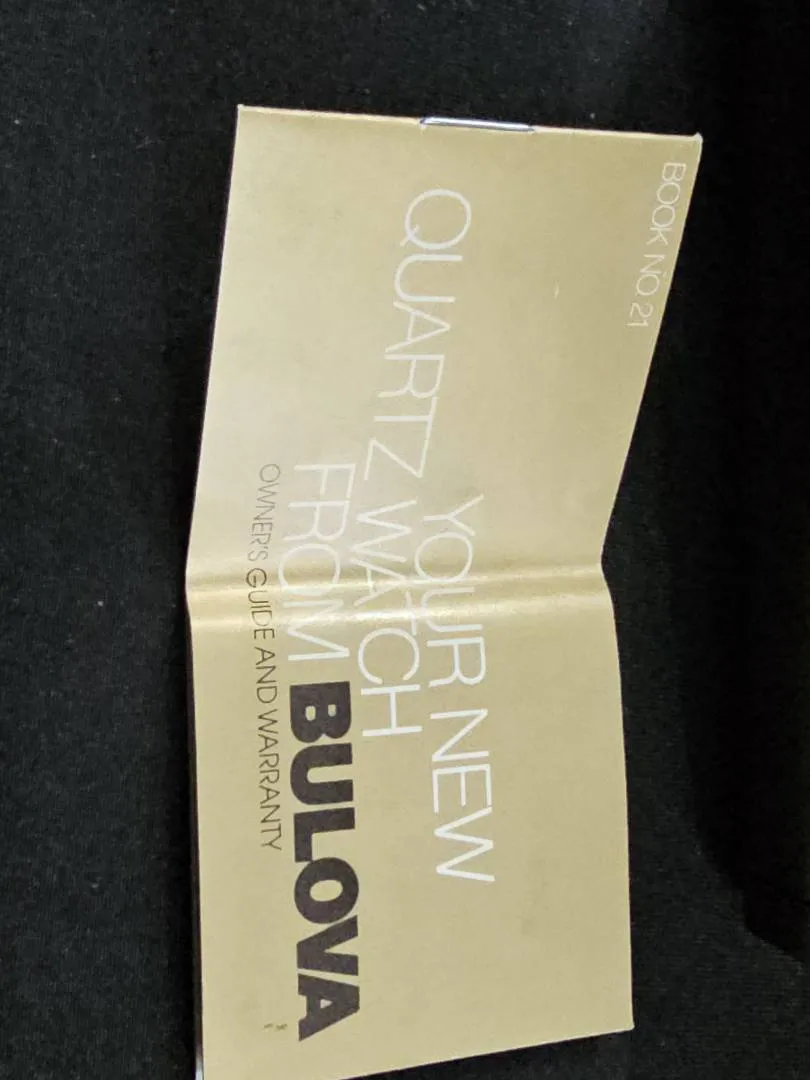 BOOK NO 21
YOUR NEW
QUARTZ WATCH
FROM BULOVA
OWNER'S GUIDE AND WARRANTY